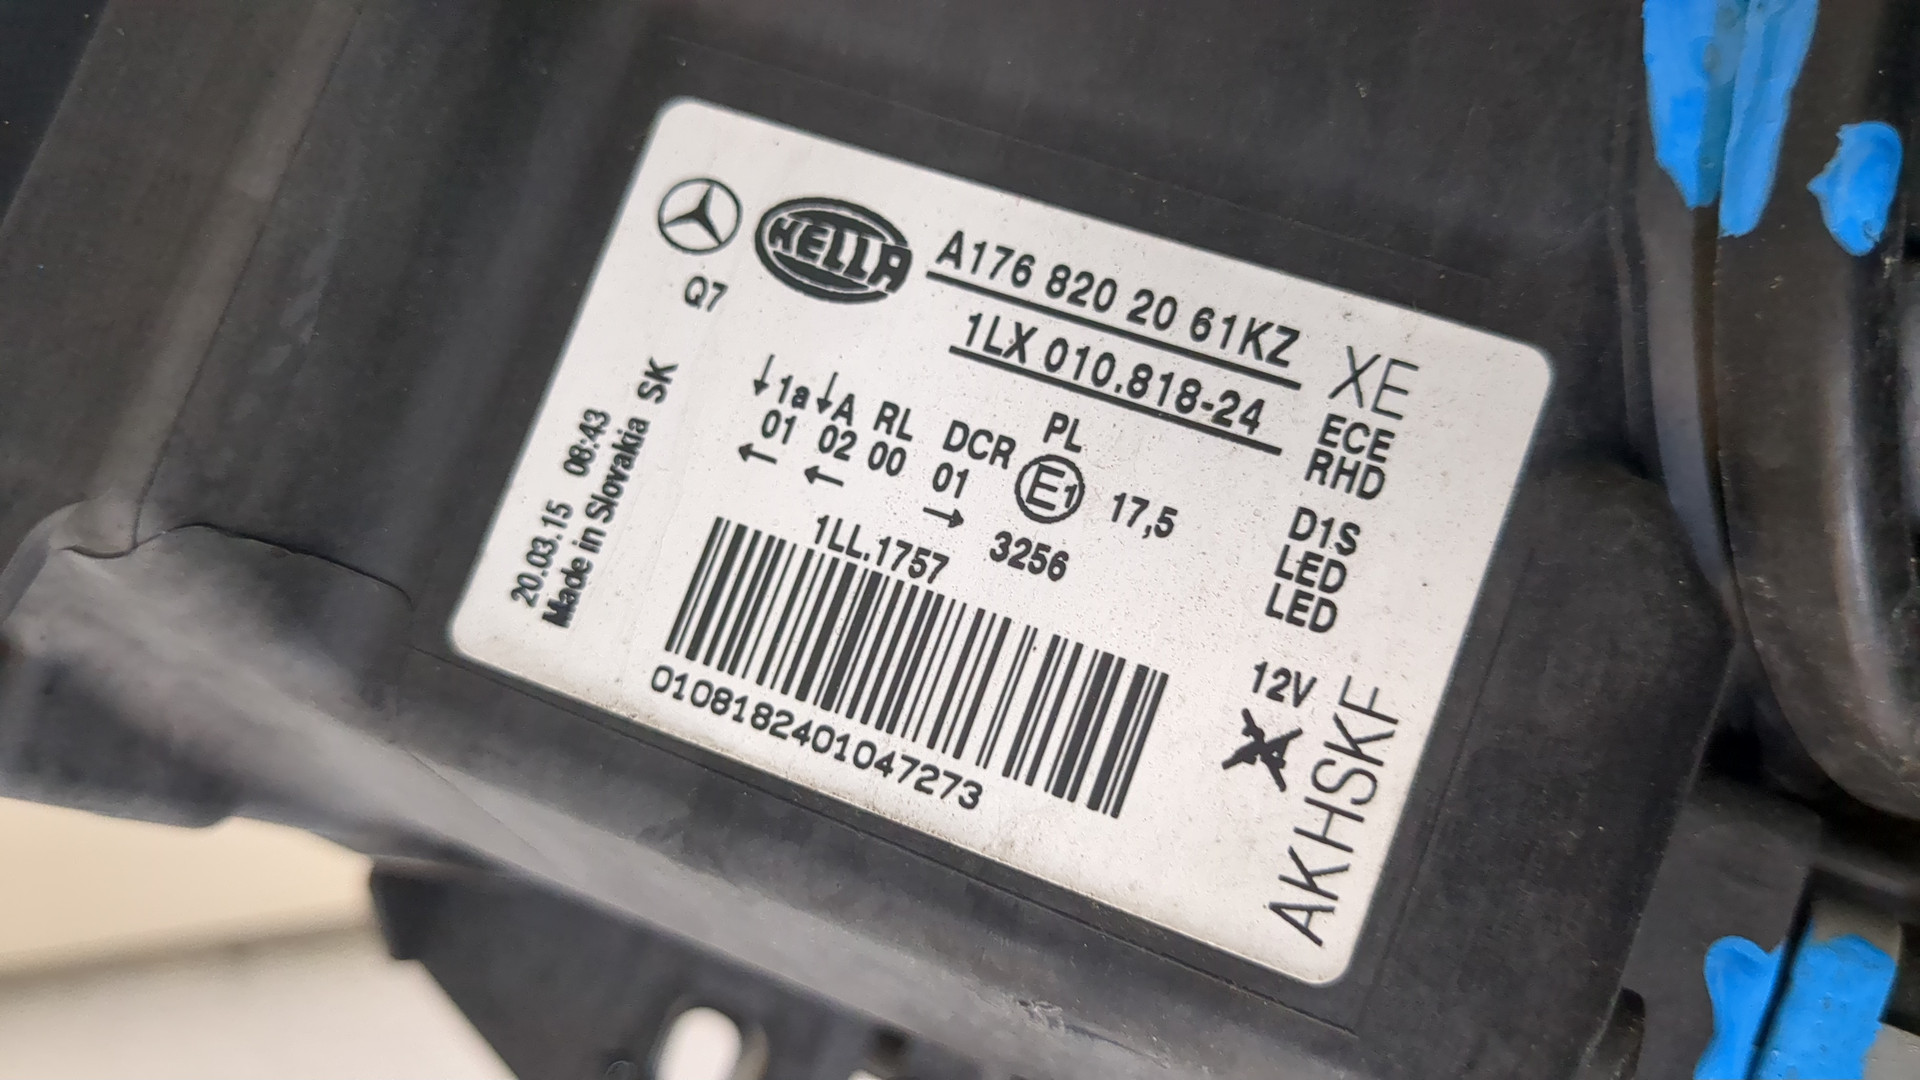 HELLA
A176 820 20 61KZ
1LX 010.818-24
XE
Q7
↓1a ↓A RL DCR PL
01 02 00 01 E1 17,5
← ← → 3256
1LL.1757
ECE
RHD
D1S
LED
LED
12V
AKHSKF
20.03.15 08:43
Made in Slovakia SK
010818240104​7273